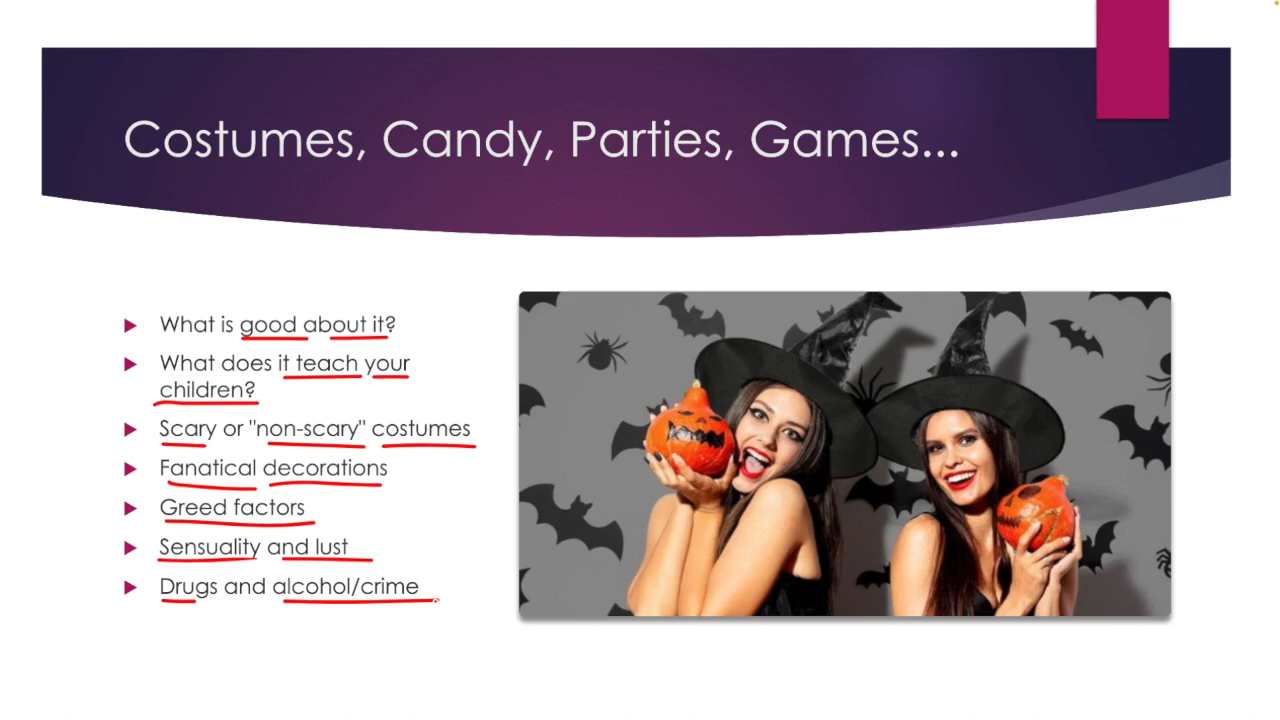 Costumes, Candy, Parties, Games...
What is good about it?
What does it teach your
children?
Scary or "non-scary" costumes
Fanatical decorations
Greed factors
Sensuality and lust
Drugs and alcohol/crime